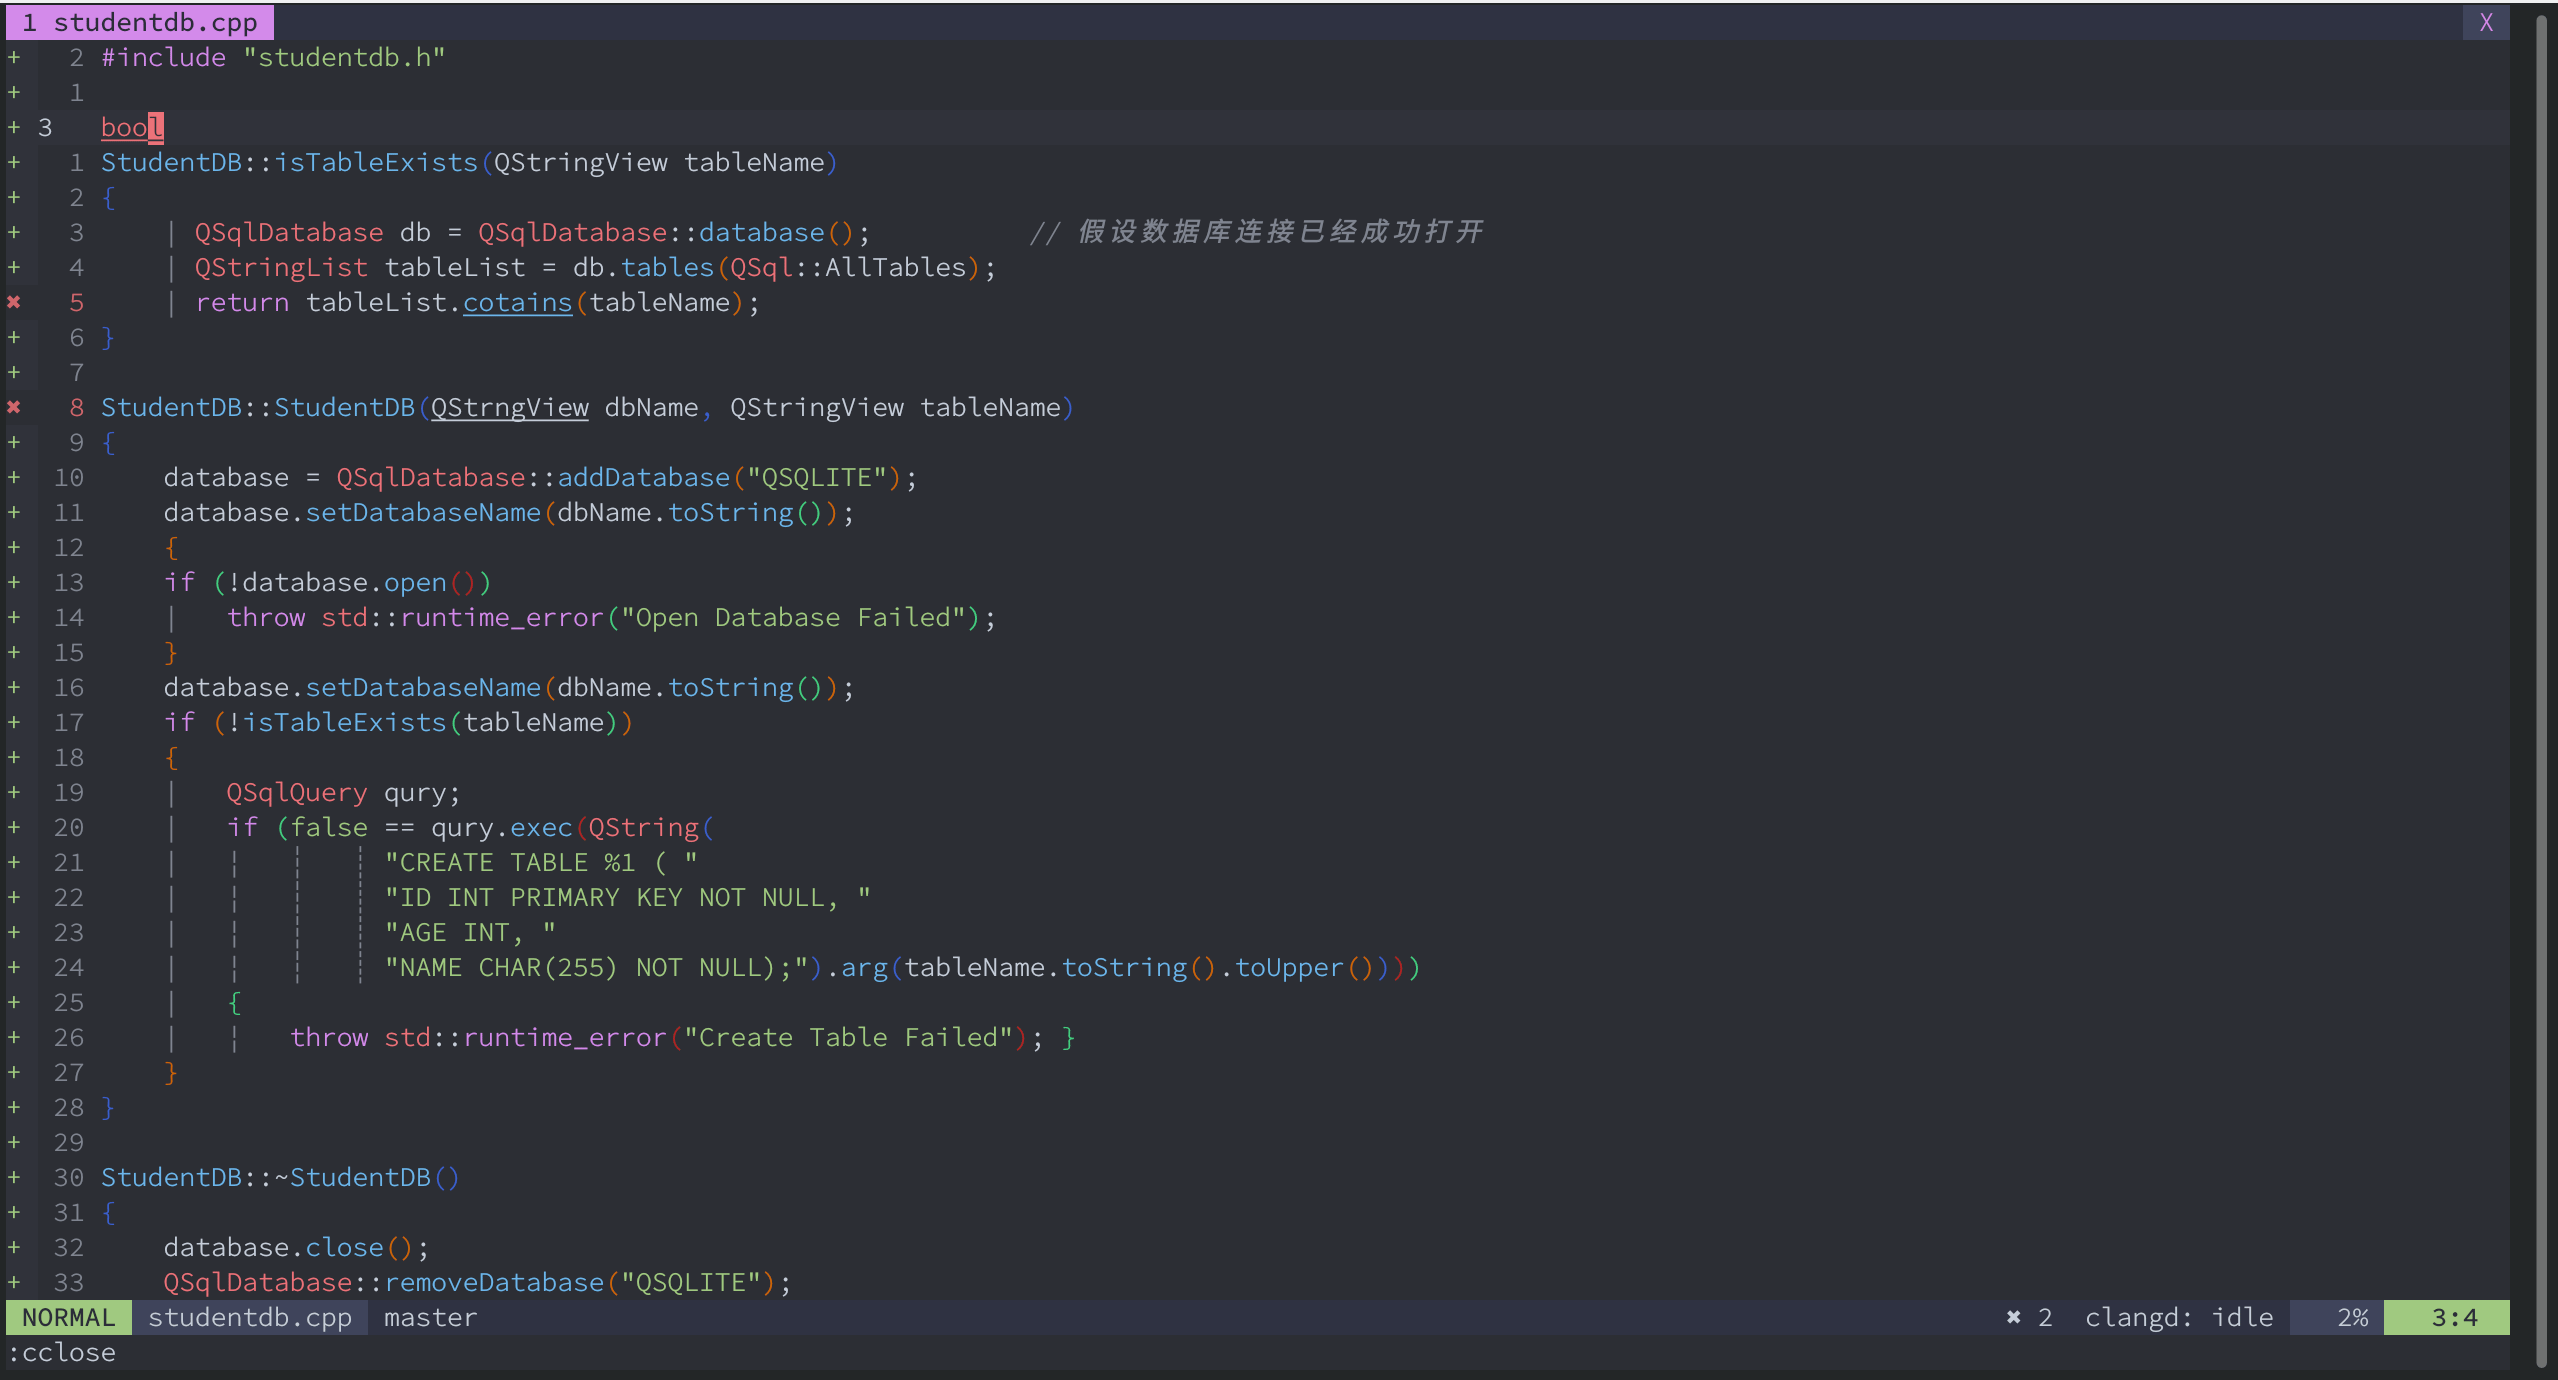 1 studentdb.cpp X
+ 2 #include "studentdb.h"
+ 1
+ 3 bool
+ 1 StudentDB::isTableExists(QStringView tableName)
+ 2 {
+ 3 | QSqlDatabase db = QSqlDatabase::database(); // 假设数据库连接已经成功打开
+ 4 | QStringList tableList = db.tables(QSql::AllTables);
✖ 5 | return tableList.cotains(tableName);
+ 6 }
+ 7
✖ 8 StudentDB::StudentDB(QStrngView dbName, QStringView tableName)
+ 9 {
+ 10 database = QSqlDatabase::addDatabase("QSQLITE");
+ 11 database.setDatabaseName(dbName.toString());
+ 12 {
+ 13 if (!database.open())
+ 14 | throw std::runtime_error("Open Database Failed");
+ 15 }
+ 16 database.setDatabaseName(dbName.toString());
+ 17 if (!isTableExists(tableName))
+ 18 {
+ 19 | QSqlQuery qury;
+ 20 | if (false == qury.exec(QString(
+ 21 | ¦ ┆ ┊ "CREATE TABLE %1 ( "
+ 22 | ¦ ┆ ┊ "ID INT PRIMARY KEY NOT NULL, "
+ 23 | ¦ ┆ ┊ "AGE INT, "
+ 24 | ¦ ┆ ┊ "NAME CHAR(255) NOT NULL);").arg(tableName.toString().toUpper())))
+ 25 | {
+ 26 | ¦ throw std::runtime_error("Create Table Failed"); }
+ 27 }
+ 28 }
+ 29
+ 30 StudentDB::~StudentDB()
+ 31 {
+ 32 database.close();
+ 33 QSqlDatabase::removeDatabase("QSQLITE");
NORMAL studentdb.cpp master ✖ 2 clangd: idle 2% 3:4
:cclose